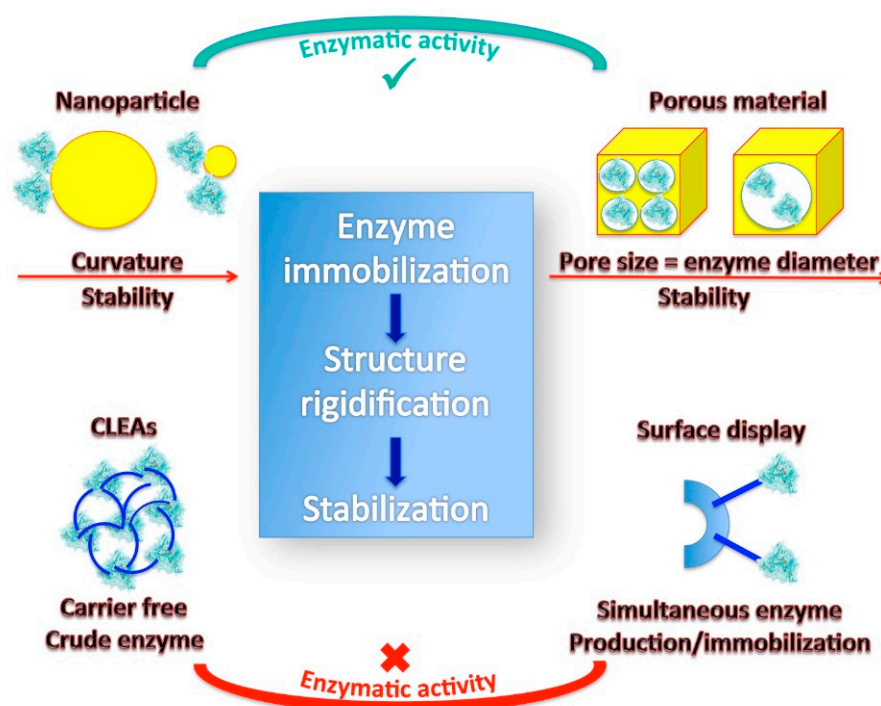 Enzymatic activity
Nanoparticle
Porous material
Curvature
Stability
Pore size = enzyme diameter
Stability
Enzyme
immobilization
Structure
rigidification
Stabilization
CLEAs
Surface display
Carrier free
Crude enzyme
Simultaneous enzyme
Production/immobilization
Enzymatic activity